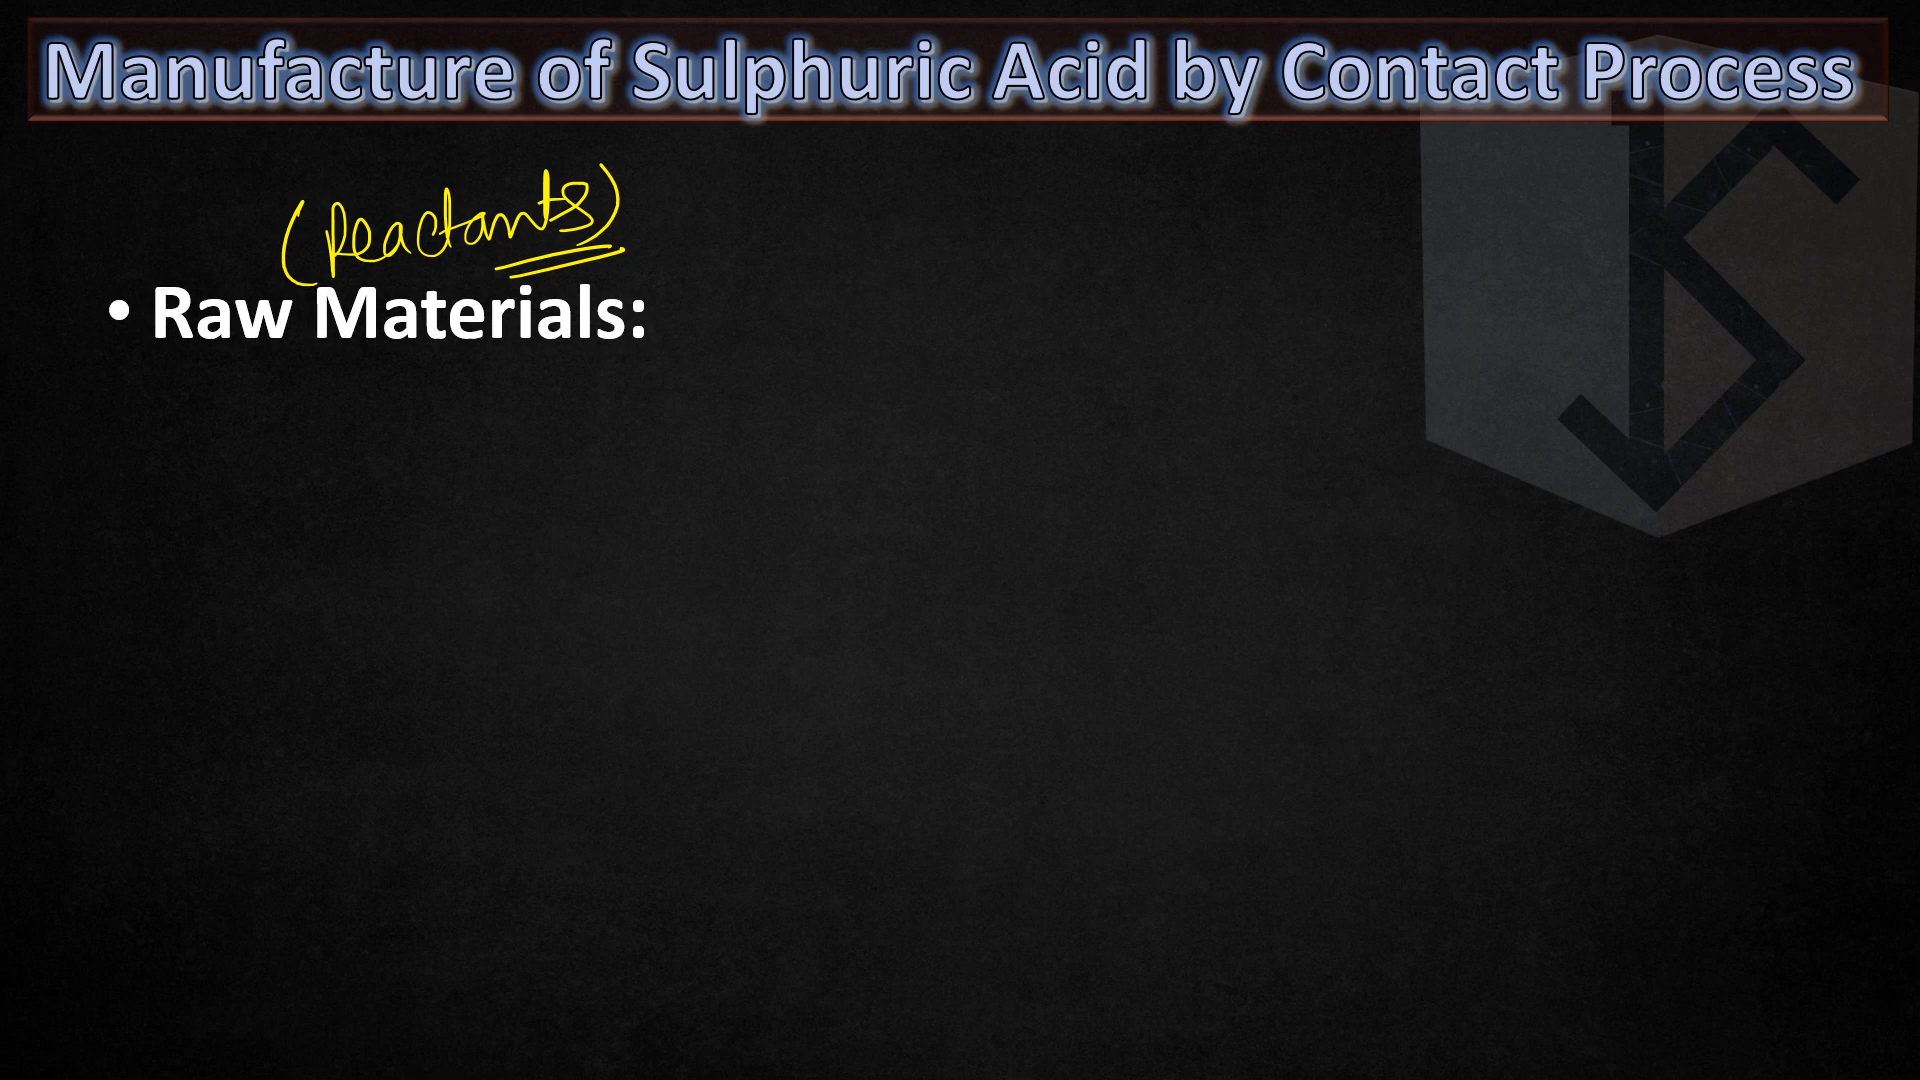 Manufacture of Sulphuric Acid by Contact Process
(Reactants)
• Raw Materials: